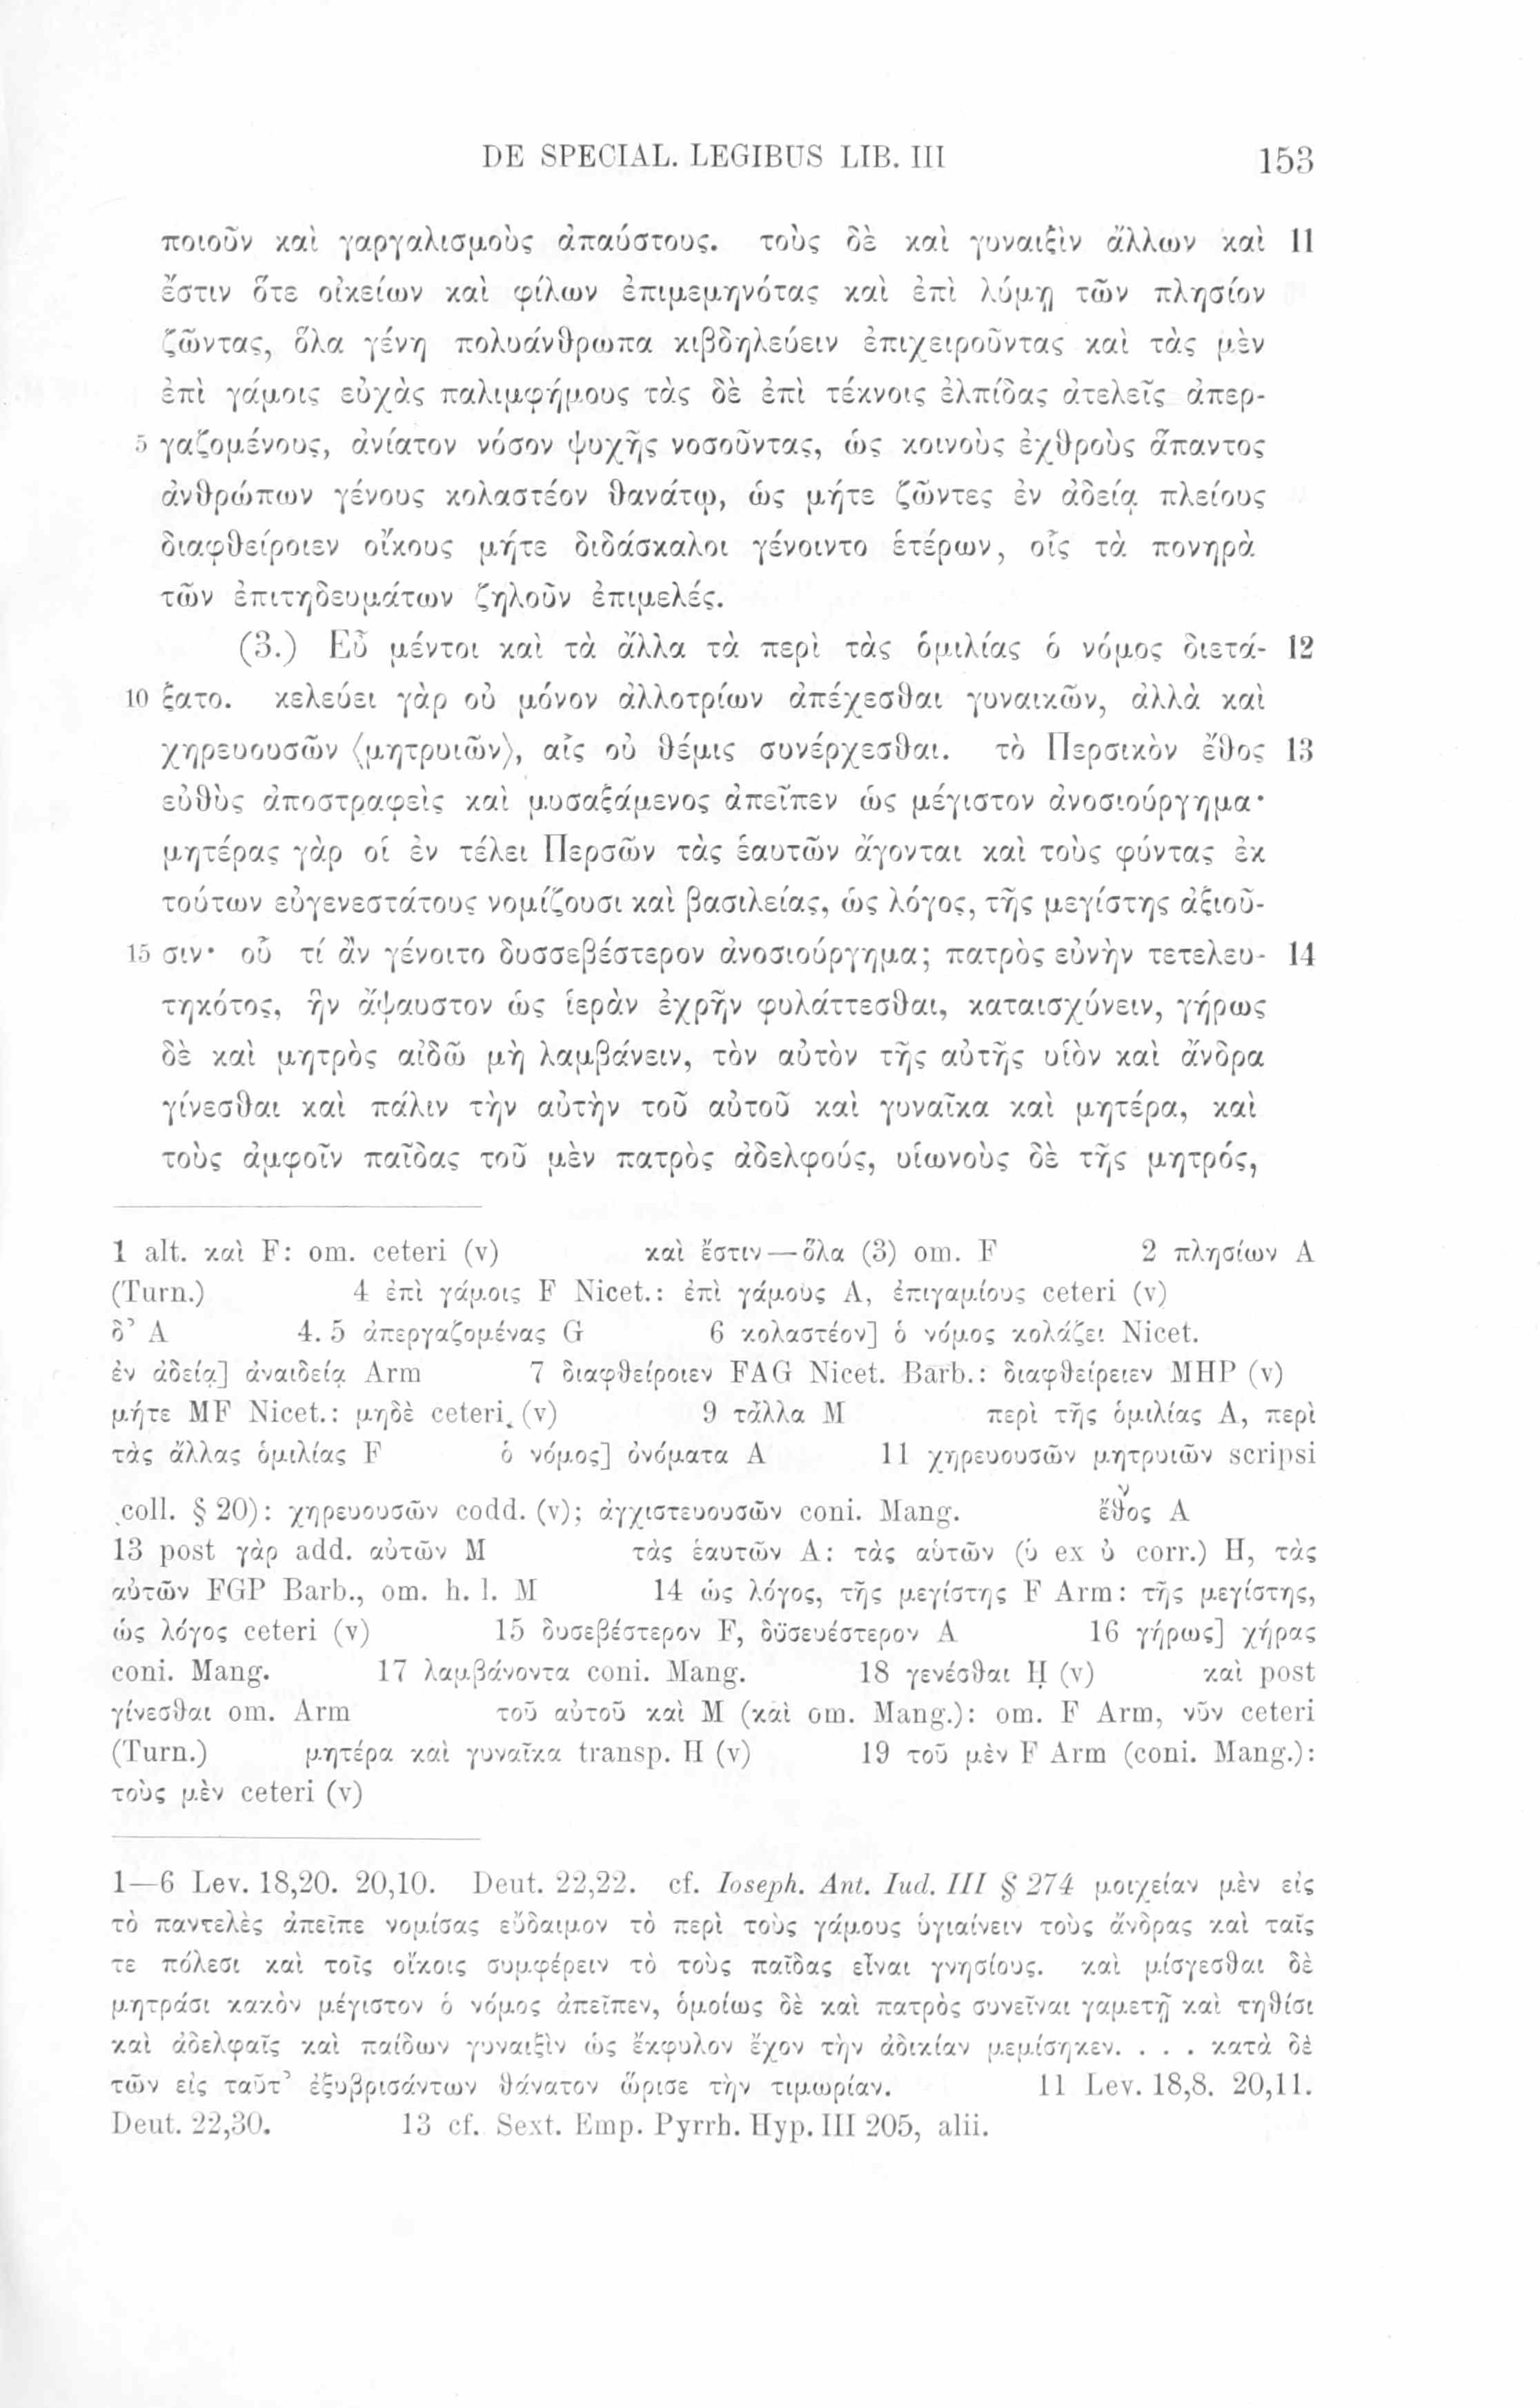 DE SPECIAL. LEGIBUS LIB. III 153
ποιοῦν καὶ γαργαλισμοὺς ἀπαύστους. τοὺς δὲ καὶ γυναιξὶν ἄλλων καὶ 11
ἔστιν ὅτε οἰκείων καὶ φίλων ἐπιμεμηνότας καὶ ἐπὶ λύμῃ τῶν πλησίον
ζῶντας, ὅλα γένη πολυάνθρωπα κιβδηλεύειν ἐπιχειροῦντας καὶ τὰς μὲν
ἐπὶ γάμοις εὐχὰς παλιμφήμους τὰς δὲ ἐπὶ τέκνοις ἐλπίδας ἀτελεῖς ἀπερ-
5 γαζομένους, ἀνίατον νόσον ψυχῆς νοσοῦντας, ὡς κοινοὺς ἐχθροὺς ἅπαντος
ἀνθρώπων γένους κολαστέον θανάτῳ, ὡς μήτε ζῶντες ἐν ἀδείᾳ πλείους
διαφθείροιεν οἴκους μήτε διδάσκαλοι γένοιντο ἑτέρων, οἷς τὰ πονηρὰ
τῶν ἐπιτηδευμάτων ζηλοῦν ἐπιμελές.
(3.) Εὖ μέντοι καὶ τὰ ἄλλα τὰ περὶ τὰς ὁμιλίας ὁ νόμος διετά- 12
10 ξατο. κελεύει γὰρ οὐ μόνον ἀλλοτρίων ἀπέχεσθαι γυναικῶν, ἀλλὰ καὶ
χηρευουσῶν ⟨μητρυιῶν⟩, αἷς οὐ θέμις συνέρχεσθαι. τὸ Περσικὸν ἔθος 13
εὐθὺς ἀποστραφεὶς καὶ μυσαξάμενος ἀπεῖπεν ὡς μέγιστον ἀνοσιούργημα·
μητέρας γὰρ οἱ ἐν τέλει Περσῶν τὰς ἑαυτῶν ἄγονται καὶ τοὺς φύντας ἐκ
τούτων εὐγενεστάτους νομίζουσι καὶ βασιλείας, ὡς λόγος, τῆς μεγίστης ἀξιοῦ-
15 σιν· οὗ τί ἂν γένοιτο δυσσεβέστερον ἀνοσιούργημα; πατρὸς εὐνὴν τετελευ- 14
τηκότος, ἣν ἄψαυστον ὡς ἱερὰν ἐχρῆν φυλάττεσθαι, καταισχύνειν, γήρως
δὲ καὶ μητρὸς αἰδῶ μὴ λαμβάνειν, τὸν αὐτὸν τῆς αὐτῆς υἱὸν καὶ ἄνδρα
γίνεσθαι καὶ πάλιν τὴν αὐτὴν τοῦ αὐτοῦ καὶ γυναῖκα καὶ μητέρα, καὶ
τοὺς ἀμφοῖν παῖδας τοῦ μὲν πατρὸς ἀδελφούς, υἱωνοὺς δὲ τῆς μητρός,
1 alt. καὶ F: om. ceteri (v) καὶ ἔστιν—ὅλα (3) om. F 2 πλησίων A
(Turn.) 4 ἐπὶ γάμοις F Nicet.: ἐπὶ γάμους A, ἐπιγαμίους ceteri (v)
δ’ A 4. 5 ἀπεργαζομένας G 6 κολαστέον] ὁ νόμος κολάζει Nicet.
ἐν ἀδείᾳ] ἀναιδείᾳ Arm 7 διαφθείροιεν FAG Nicet. Barb.: διαφθείρειεν MHP (v)
μήτε MF Nicet.: μηδὲ ceteri (v) 9 τἄλλα M περὶ τῆς ὁμιλίας A, περὶ
τὰς ἄλλας ὁμιλίας F ὁ νόμος] ὀνόματα A 11 χηρευουσῶν μητρυιῶν scripsi
coll. § 20): χηρευουσῶν codd. (v); ἀγχιστευουσῶν coni. Mang. ἔθος A
13 post γὰρ add. αὐτῶν M τὰς ἑαυτῶν A: τὰς αὑτῶν (ὑ ex ὐ corr.) H, τὰς
αὐτῶν FGP Barb., om. h. l. M 14 ὡς λόγος, τῆς μεγίστης F Arm: τῆς μεγίστης,
ὡς λόγος ceteri (v) 15 δυσεβέστερον F, δϋσευέστερον A 16 γήρως] χήρας
coni. Mang. 17 λαμβάνοντα coni. Mang. 18 γενέσθαι H (v) καὶ post
γίνεσθαι om. Arm τοῦ αὐτοῦ καὶ M (καὶ om. Mang.): om. F Arm, νῦν ceteri
(Turn.) μητέρα καὶ γυναῖκα transp. H (v) 19 τοῦ μὲν F Arm (coni. Mang.):
τοὺς μὲν ceteri (v)
1—6 Lev. 18,20. 20,10. Deut. 22,22. cf. Ioseph. Ant. Iud. III § 274 μοιχείαν μὲν εἰς
τὸ παντελὲς ἀπεῖπε νομίσας εὔδαιμον τὸ περὶ τοὺς γάμους ὑγιαίνειν τοὺς ἄνδρας καὶ ταῖς
τε πόλεσι καὶ τοῖς οἴκοις συμφέρειν τὸ τοὺς παῖδας εἶναι γνησίους. καὶ μίσγεσθαι δὲ
μητράσι κακὸν μέγιστον ὁ νόμος ἀπεῖπεν, ὁμοίως δὲ καὶ πατρὸς συνεῖναι γαμετῇ καὶ τηθίσι
καὶ ἀδελφαῖς καὶ παίδων γυναιξὶν ὡς ἔκφυλον ἔχον τὴν ἀδικίαν μεμίσηκεν. . . . κατὰ δὲ
τῶν εἰς ταῦτ’ ἐξυβρισάντων θάνατον ὥρισε τὴν τιμωρίαν. 11 Lev. 18,8. 20,11.
Deut. 22,30. 13 cf. Sext. Emp. Pyrrh. Hyp. III 205, alii.